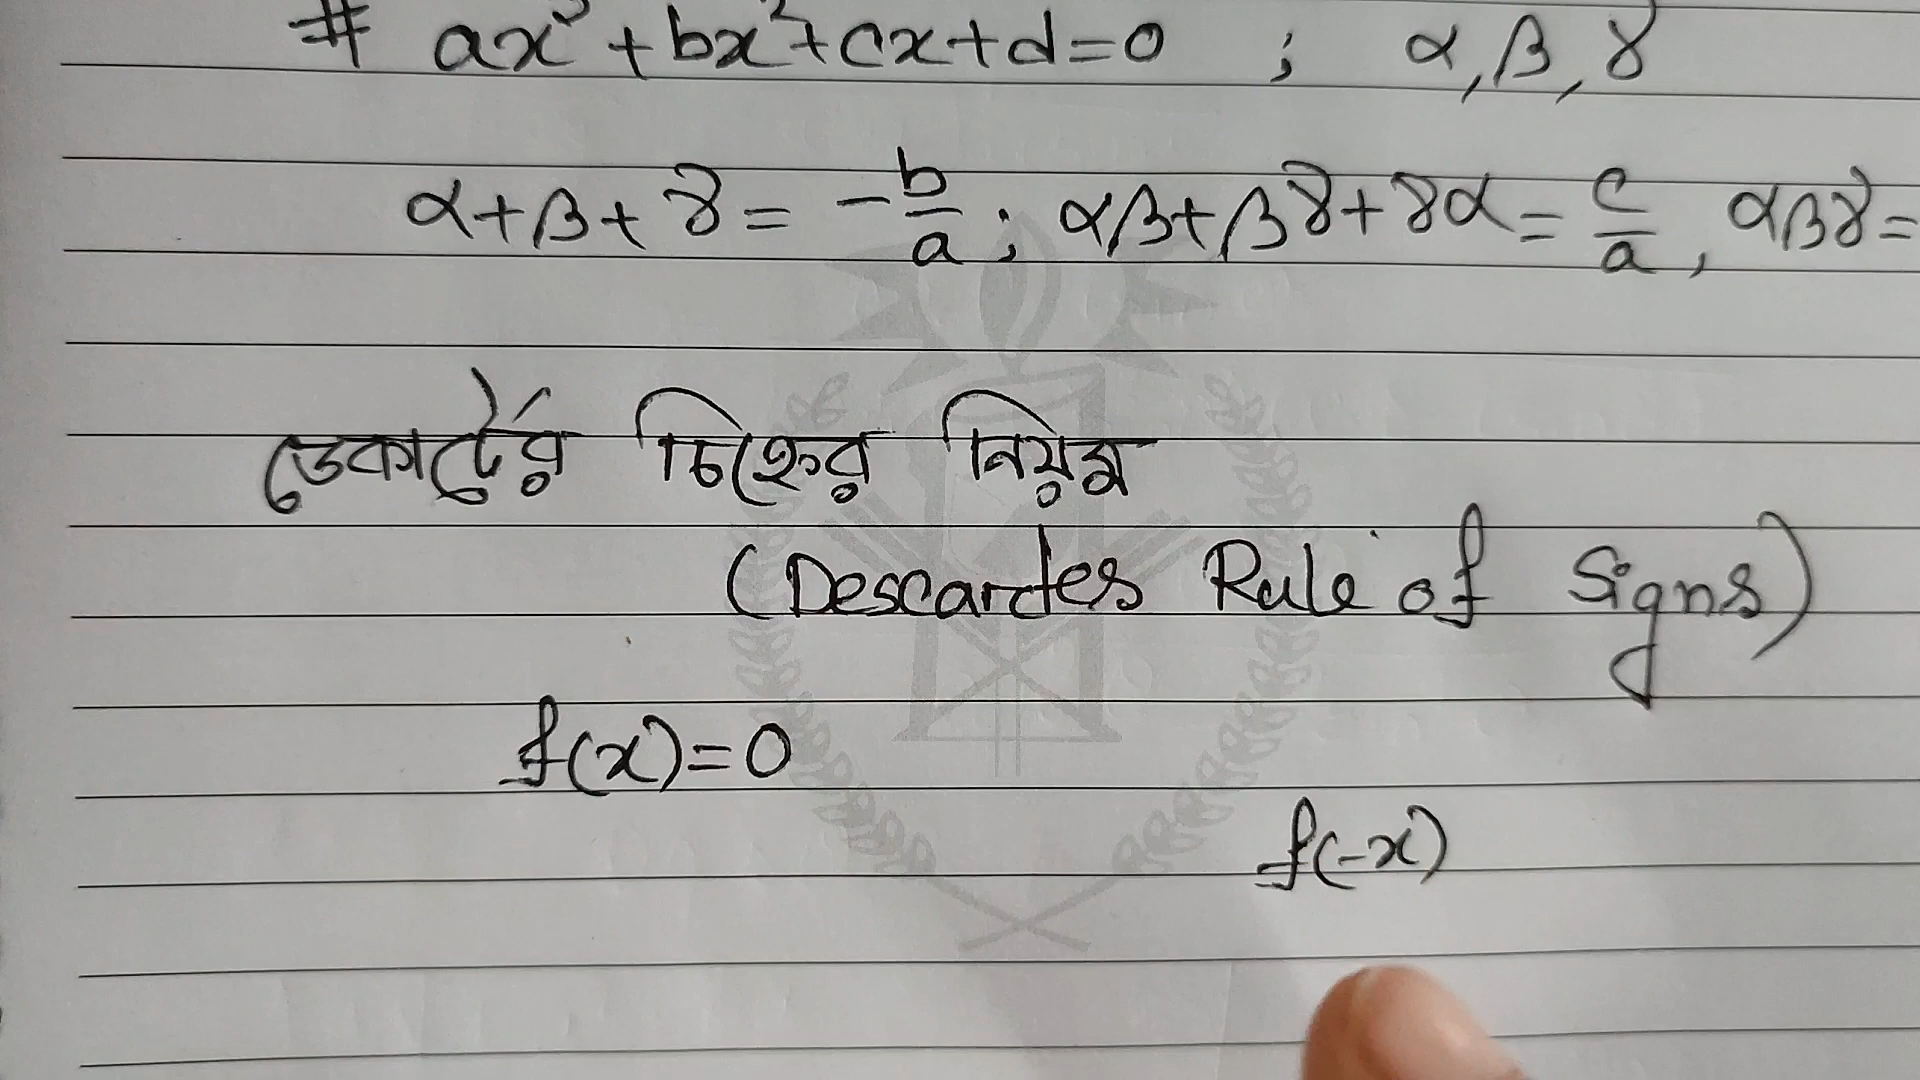 # ax³+bx²+cx+d=0 ; α,β,γ
α+β+γ= -b/a ; αβ+βγ+γα= c/a , αβγ=
ডেকার্টের চিহ্নের নিয়ম
(Descartes Rule of Signs)
f(x)=0
f(-x)